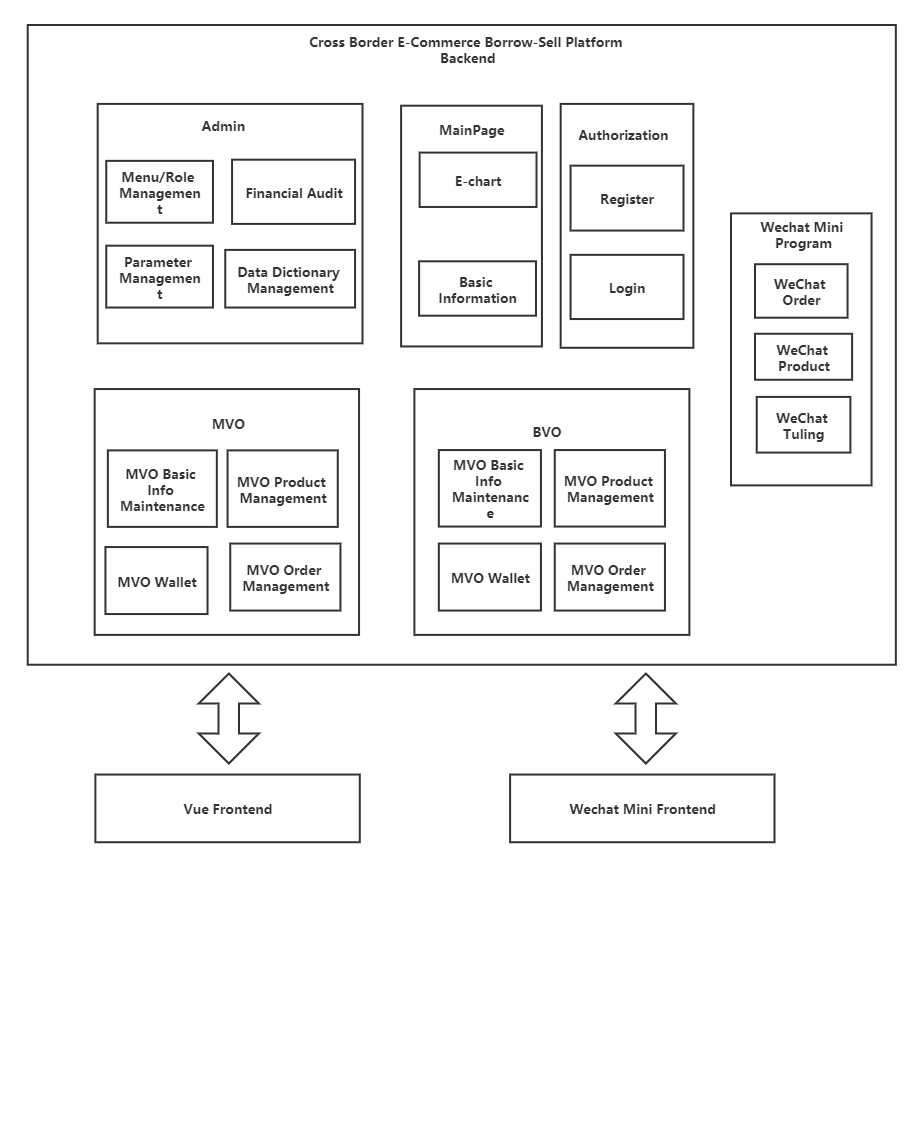 Cross Border E-Commerce Borrow-Sell Platform
Backend
Admin
Menu/Role
Managemen
t
Financial Audit
Parameter
Managemen
t
Data Dictionary
Management
MainPage
E-chart
Basic
Information
Authorization
Register
Login
Wechat Mini
Program
WeChat
Order
WeChat
Product
WeChat
Tuling
MVO
MVO Basic
Info
Maintenance
MVO Product
Management
MVO Wallet
MVO Order
Management
BVO
MVO Basic
Info
Maintenanc
e
MVO Product
Management
MVO Wallet
MVO Order
Management
Vue Frontend
Wechat Mini Frontend